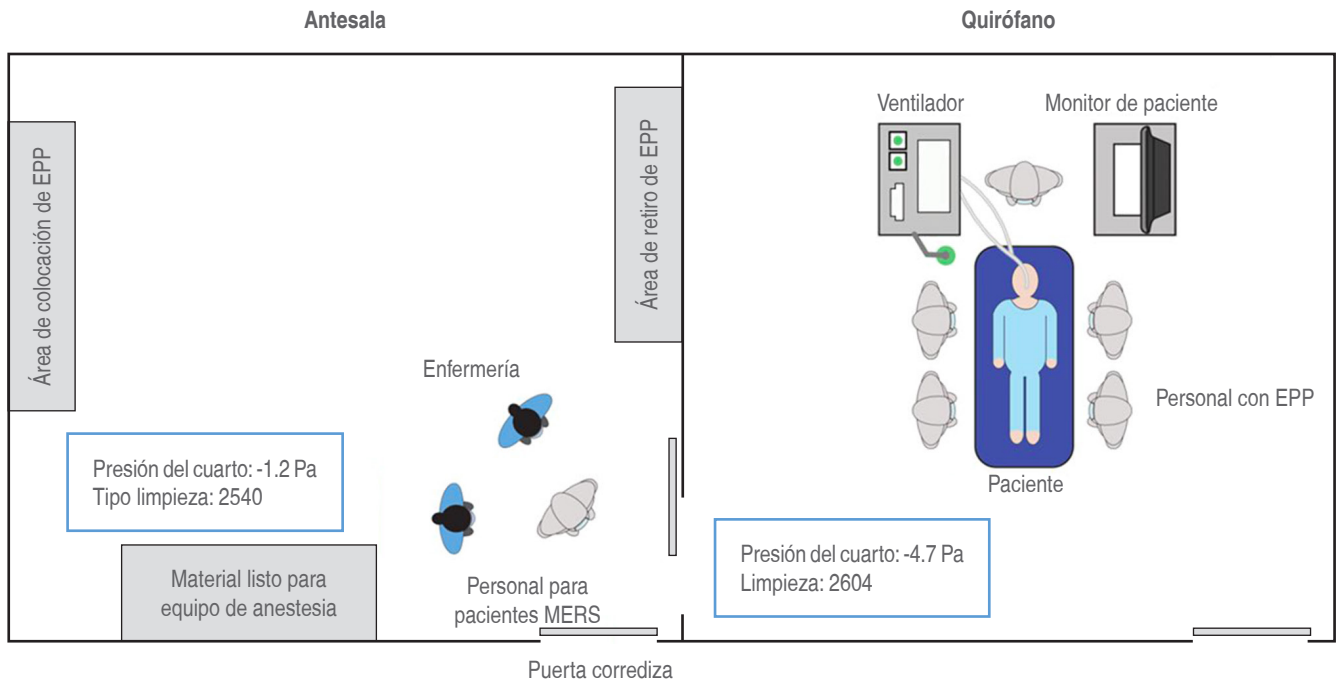 Antesala
Quirófano
Área de colocación de EPP
Área de retiro de EPP
Ventilador
Monitor de paciente
Enfermería
Personal con EPP
Presión del cuarto: -1.2 Pa
Tipo limpieza: 2540
Paciente
Material listo para
equipo de anestesia
Personal para
pacientes MERS
Presión del cuarto: -4.7 Pa
Limpieza: 2604
Puerta corrediza